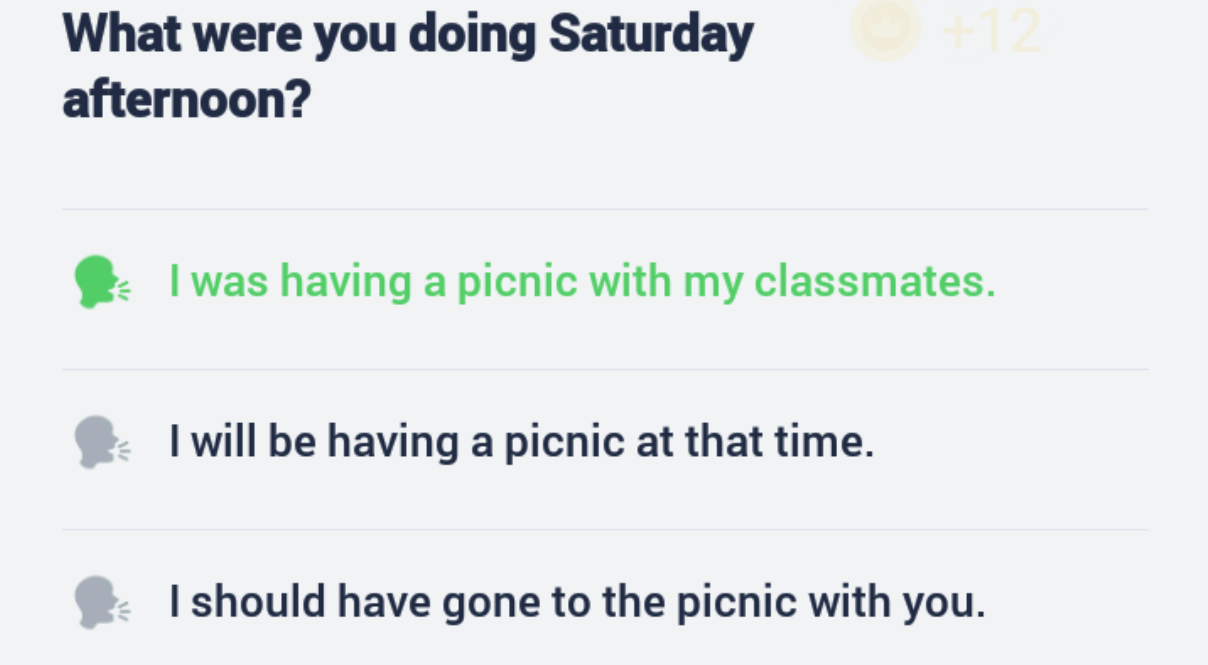 What were you doing Saturday
afternoon?
+12
I was having a picnic with my classmates.
I will be having a picnic at that time.
I should have gone to the picnic with you.